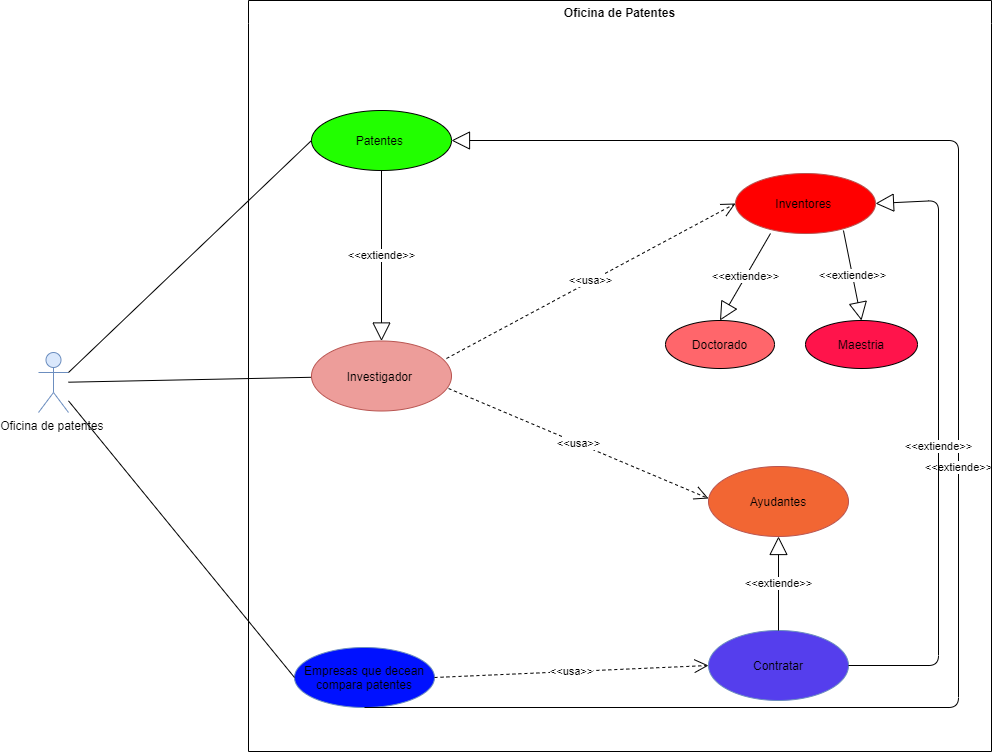 Oficina de Patentes
Patentes
Inventores
<<extiende>>
<<usa>>
<<extiende>>
<<extiende>>
Doctorado
Maestria
Investigador
Oficina de patentes
<<usa>>
<<extiende>>
<<extiende>>
Ayudantes
<<extiende>>
Empresas que decean
compara patentes
<<usa>>
Contratar